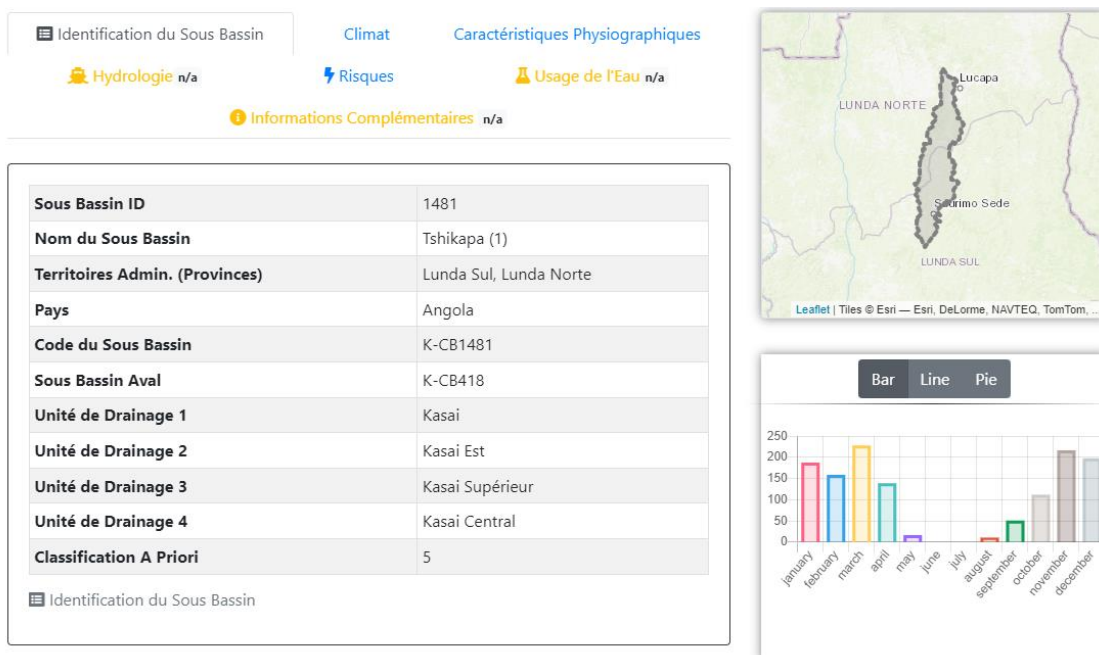 Identification du Sous Bassin
Climat
Caractéristiques Physiographiques
Hydrologie n/a
Risques
Usage de l'Eau n/a
Informations Complémentaires n/a
Sous Bassin ID 1481
Nom du Sous Bassin Tshikapa (1)
Territoires Admin. (Provinces) Lunda Sul, Lunda Norte
Pays Angola
Code du Sous Bassin K-CB1481
Sous Bassin Aval K-CB418
Unité de Drainage 1 Kasai
Unité de Drainage 2 Kasai Est
Unité de Drainage 3 Kasai Supérieur
Unité de Drainage 4 Kasai Central
Classification A Priori 5
Identification du Sous Bassin
Lucapa
LUNDA NORTE
Sede
LUNDA SUL
Leaflet | Tiles © Esri — Esri, DeLorme, NAVTEQ, TomTom, ...
Bar Line Pie
250
200
150
100
50
0
january february march april may june july august september october november december